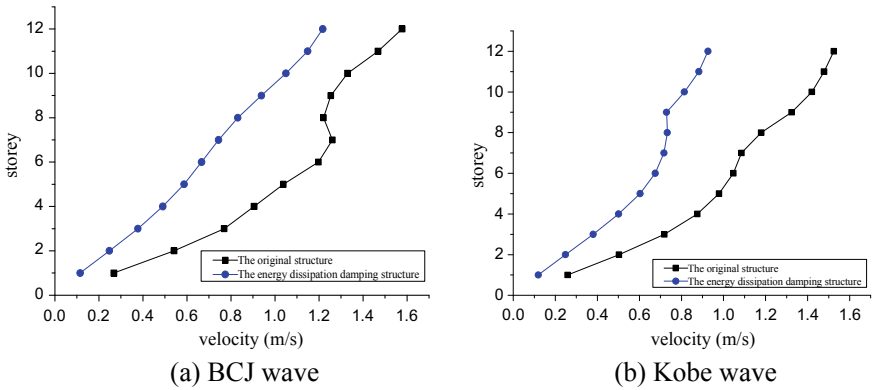 12
10
8
6
4
2
0
storey
The original structure
The energy dissipation damping structure
0.0 0.2 0.4 0.6 0.8 1.0 1.2 1.4 1.6
velocity (m/s)
(a) BCJ wave
12
10
8
6
4
2
0
storey
The original structure
The energy dissipation damping structure
0.0 0.2 0.4 0.6 0.8 1.0 1.2 1.4 1.6
velocity (m/s)
(b) Kobe wave